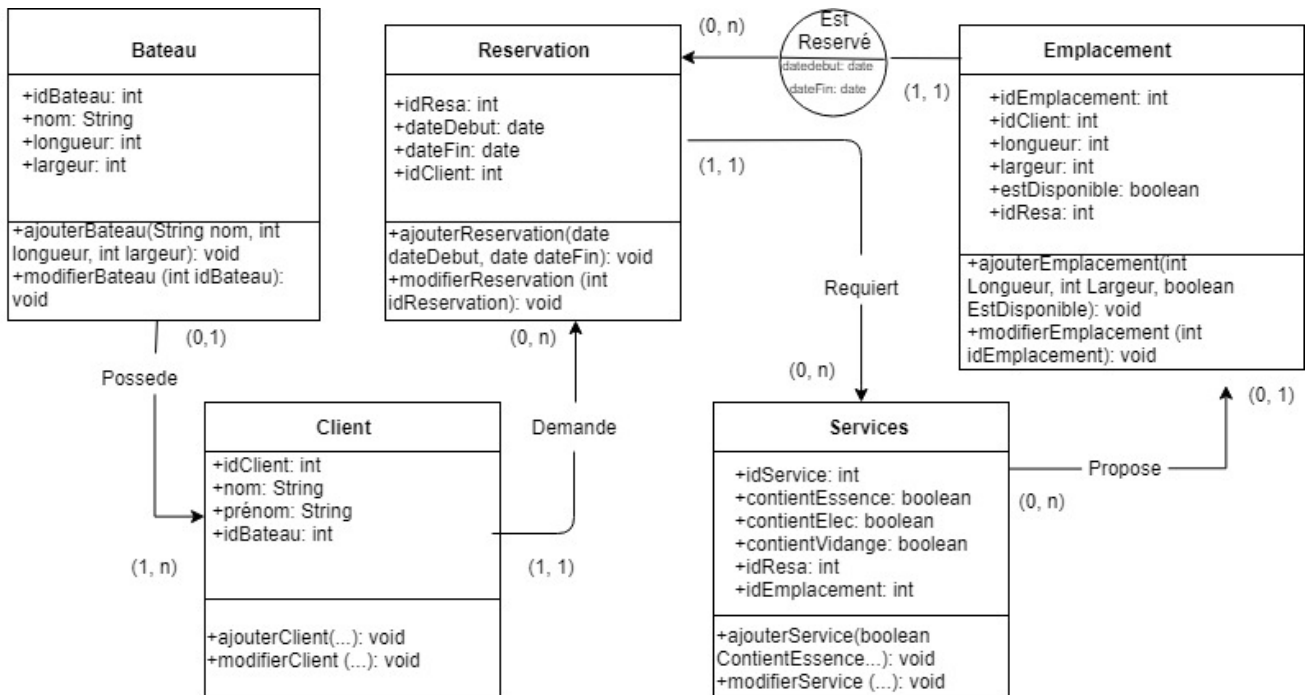 Bateau
+idBateau: int
+nom: String
+longueur: int
+largeur: int
+ajouterBateau(String nom, int
longueur, int largeur): void
+modifierBateau (int idBateau):
void
(0,1)
Possede
(1, n)
Reservation
+idResa: int
+dateDebut: date
+dateFin: date
+idClient: int
+ajouterReservation(date
dateDebut, date dateFin): void
+modifierReservation (int
idReservation): void
(0, n)
Demande
(1, 1)
(0, n)
Est
Reservé
datedebut: date
dateFin: date
(1, 1)
Emplacement
+idEmplacement: int
+idClient: int
+longueur: int
+largeur: int
+estDisponible: boolean
+idResa: int
+ajouterEmplacement(int
Longueur, int Largeur, boolean
EstDisponible): void
+modifierEmplacement (int
idEmplacement): void
(1, 1)
Requiert
(0, n)
(0, 1)
Client
+idClient: int
+nom: String
+prénom: String
+idBateau: int
+ajouterClient(...): void
+modifierClient (...): void
Services
+idService: int
+contientEssence: boolean
+contientElec: boolean
+contientVidange: boolean
+idResa: int
+idEmplacement: int
+ajouterService(boolean
ContientEssence...): void
+modifierService (...): void
Propose
(0, n)